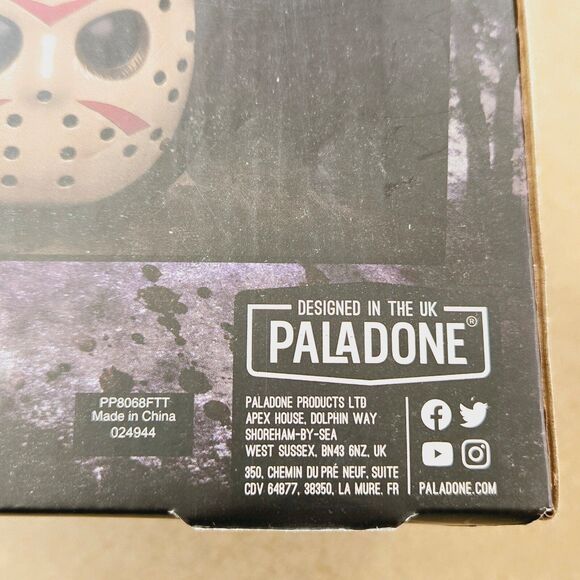 DESIGNED IN THE UK
PALADONE®
PP8068FTT
Made in China
024944
PALADONE PRODUCTS LTD
APEX HOUSE, DOLPHIN WAY
SHOREHAM-BY-SEA
WEST SUSSEX, BN43 6NZ, UK
350, CHEMIN DU PRÉ NEUF, SUITE
CDV 64877, 38350, LA MURE, FR
PALADONE.COM